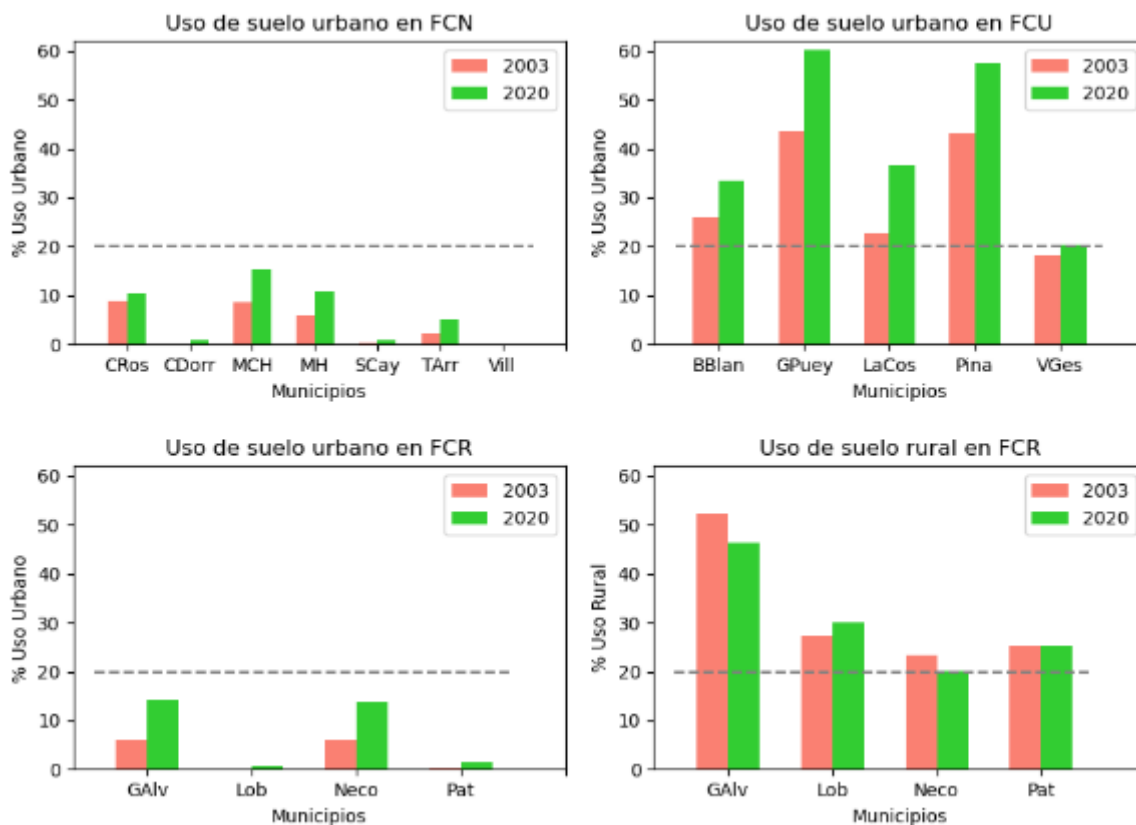 Uso de suelo urbano en FCN
60
50
40
30
20
10
0
% Uso Urbano
2003
2020
CRos CDorr MCH MH SCay TArr Vill
Municipios
Uso de suelo urbano en FCU
60
50
40
30
20
10
0
% Uso Urbano
2003
2020
BBlan GPuey LaCos Pina VGes
Municipios
Uso de suelo urbano en FCR
60
50
40
30
20
10
0
% Uso Urbano
2003
2020
GAlv Lob Neco Pat
Municipios
Uso de suelo rural en FCR
60
50
40
30
20
10
0
% Uso Rural
2003
2020
GAlv Lob Neco Pat
Municipios